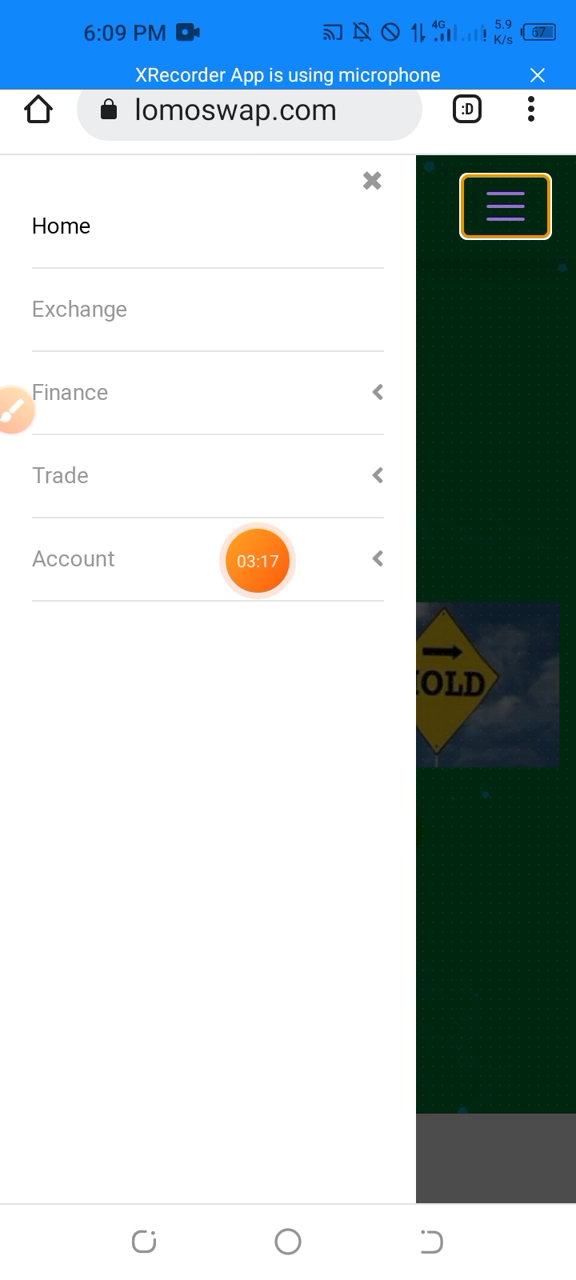 6:09 PM
4G
5.9
K/s
67
XRecorder App is using microphone
lomoswap.com
:D
Home
Exchange
Finance
Trade
Account
03:17
OLD